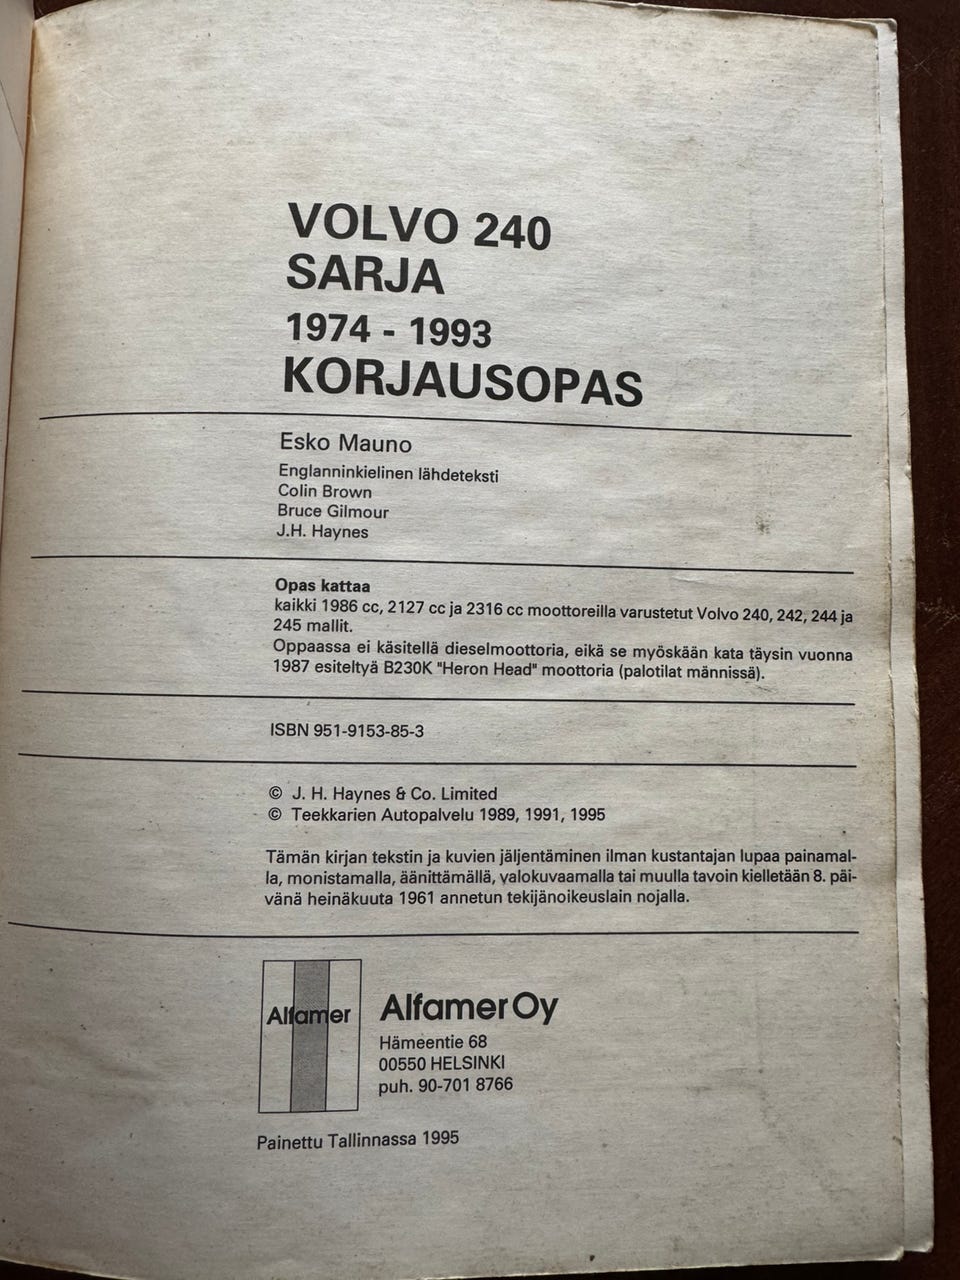 VOLVO 240
SARJA
1974 - 1993
KORJAUSOPAS
Esko Mauno
Englanninkielinen lähdeteksti
Colin Brown
Bruce Gilmour
J.H. Haynes
Opas kattaa
kaikki 1986 cc, 2127 cc ja 2316 cc moottoreilla varustetut Volvo 240, 242, 244 ja
245 mallit.
Oppaassa ei käsitellä dieselmoottoria, eikä se myöskään kata täysin vuonna
1987 esiteltyä B230K "Heron Head" moottoria (palotilat männissä).
ISBN 951-9153-85-3
© J. H. Haynes & Co. Limited
© Teekkarien Autopalvelu 1989, 1991, 1995
Tämän kirjan tekstin ja kuvien jäljentäminen ilman kustantajan lupaa painamal-
la, monistamalla, äänittämällä, valokuvaamalla tai muulla tavoin kielletään 8. päi-
vänä heinäkuuta 1961 annetun tekijänoikeuslain nojalla.
Alfamer
Alfamer Oy
Hämeentie 68
00550 HELSINKI
puh. 90-701 8766
Painettu Tallinnassa 1995